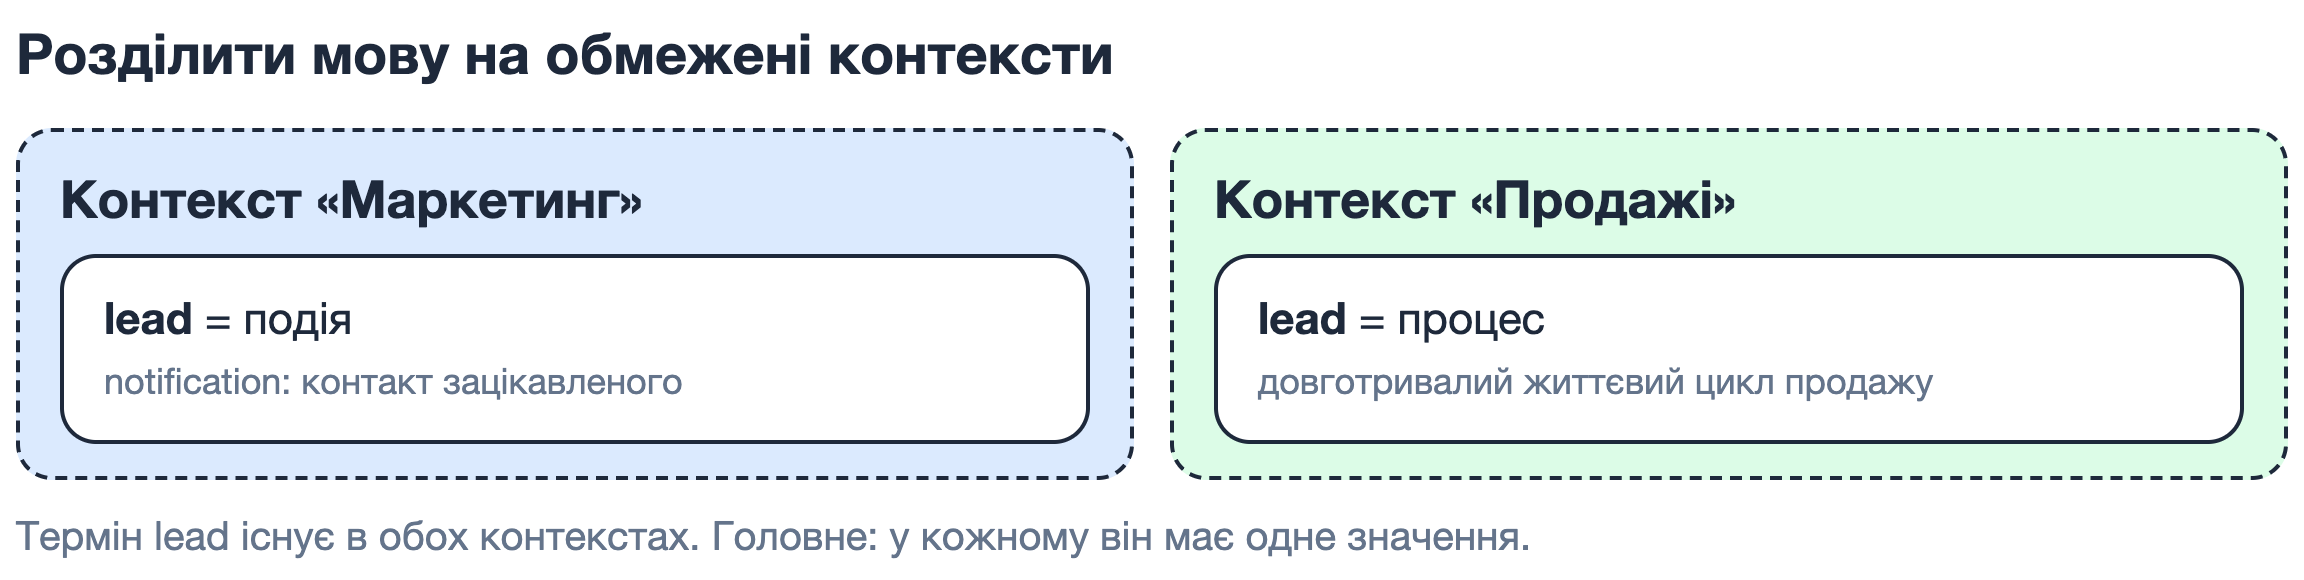 Розділити мову на обмежені контексти
Контекст «Маркетинг»
lead = подія
notification: контакт зацікавленого
Контекст «Продажі»
lead = процес
довготривалий життєвий цикл продажу
Термін lead існує в обох контекстах. Головне: у кожному він має одне значення.